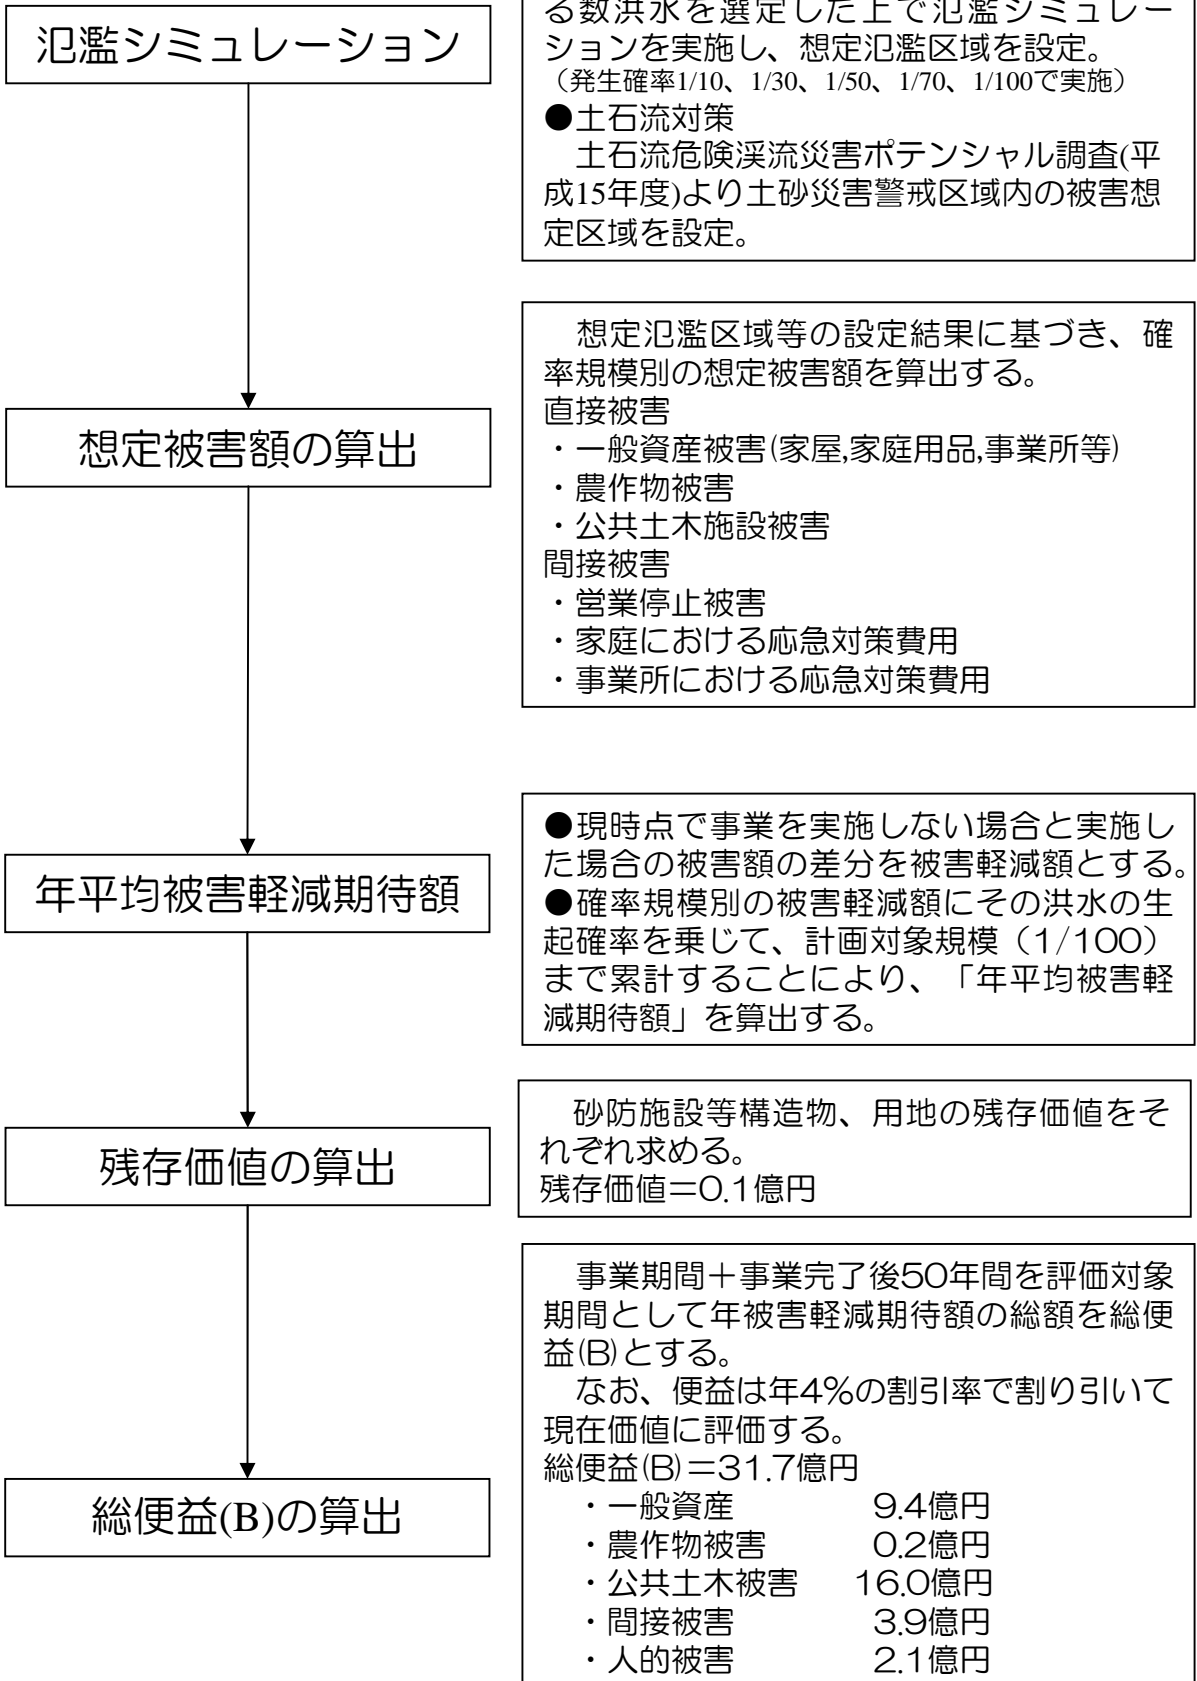 氾濫シミュレーション
る数洪水を選定した上で氾濫シミュレー
ションを実施し、想定氾濫区域を設定。
（発生確率1/10、1/30、1/50、1/70、1/100で実施）
●土石流対策
　土石流危険渓流災害ポテンシャル調査(平
成15年度)より土砂災害警戒区域内の被害想
定区域を設定。
想定被害額の算出
　想定氾濫区域等の設定結果に基づき、確
率規模別の想定被害額を算出する。
直接被害
・一般資産被害(家屋,家庭用品,事業所等)
・農作物被害
・公共土木施設被害
間接被害
・営業停止被害
・家庭における応急対策費用
・事業所における応急対策費用
年平均被害軽減期待額
●現時点で事業を実施しない場合と実施し
た場合の被害額の差分を被害軽減額とする。
●確率規模別の被害軽減額にその洪水の生
起確率を乗じて、計画対象規模（1/100）
まで累計することにより、「年平均被害軽
減期待額」を算出する。
残存価値の算出
　砂防施設等構造物、用地の残存価値をそ
れぞれ求める。
残存価値＝0.1億円
総便益(B)の算出
　事業期間＋事業完了後50年間を評価対象
期間として年被害軽減期待額の総額を総便
益(B)とする。
　なお、便益は年4％の割引率で割り引いて
現在価値に評価する。
総便益(B)＝31.7億円
・一般資産　9.4億円
・農作物被害　0.2億円
・公共土木被害　16.0億円
・間接被害　3.9億円
・人的被害　2.1億円